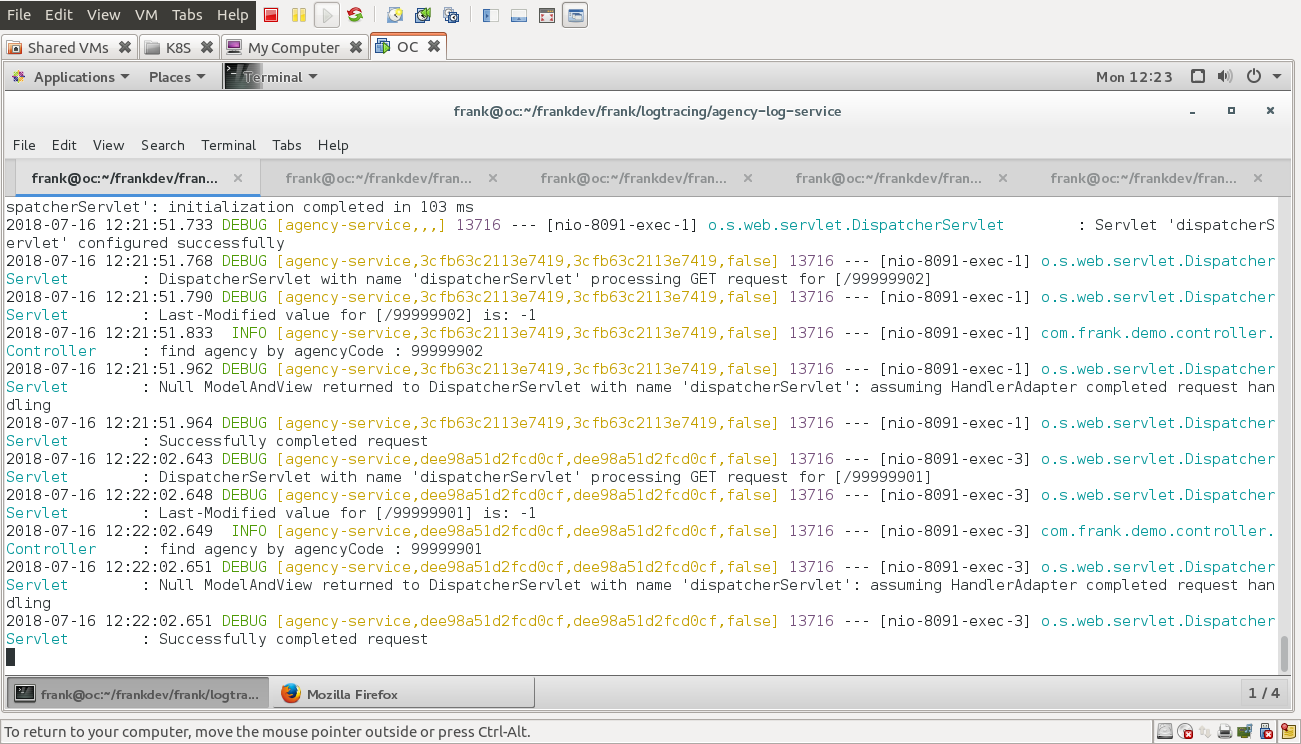 File Edit View VM Tabs Help
Shared VMs K8S My Computer OC
Applications Places Terminal Mon 12:23
frank@oc:~/frankdev/frank/logtracing/agency-log-service
File Edit View Search Terminal Tabs Help
frank@oc:~/frankdev/fran... frank@oc:~/frankdev/fran... frank@oc:~/frankdev/fran... frank@oc:~/frankdev/fran... frank@oc:~/frankdev/fran...
spatcherServlet': initialization completed in 103 ms
2018-07-16 12:21:51.733 DEBUG [agency-service,,,] 13716 --- [nio-8091-exec-1] o.s.web.servlet.DispatcherServlet        : Servlet 'dispatcherS
ervlet' configured successfully
2018-07-16 12:21:51.768 DEBUG [agency-service,3cfb63c2113e7419,3cfb63c2113e7419,false] 13716 --- [nio-8091-exec-1] o.s.web.servlet.Dispatcher
Servlet        : DispatcherServlet with name 'dispatcherServlet' processing GET request for [/99999902]
2018-07-16 12:21:51.790 DEBUG [agency-service,3cfb63c2113e7419,3cfb63c2113e7419,false] 13716 --- [nio-8091-exec-1] o.s.web.servlet.Dispatcher
Servlet        : Last-Modified value for [/99999902] is: -1
2018-07-16 12:21:51.833  INFO [agency-service,3cfb63c2113e7419,3cfb63c2113e7419,false] 13716 --- [nio-8091-exec-1] com.frank.demo.controller.
Controller     : find agency by agencyCode : 99999902
2018-07-16 12:21:51.962 DEBUG [agency-service,3cfb63c2113e7419,3cfb63c2113e7419,false] 13716 --- [nio-8091-exec-1] o.s.web.servlet.Dispatcher
Servlet        : Null ModelAndView returned to DispatcherServlet with name 'dispatcherServlet': assuming HandlerAdapter completed request han
dling
2018-07-16 12:21:51.964 DEBUG [agency-service,3cfb63c2113e7419,3cfb63c2113e7419,false] 13716 --- [nio-8091-exec-1] o.s.web.servlet.Dispatcher
Servlet        : Successfully completed request
2018-07-16 12:22:02.643 DEBUG [agency-service,dee98a51d2fcd0cf,dee98a51d2fcd0cf,false] 13716 --- [nio-8091-exec-3] o.s.web.servlet.Dispatcher
Servlet        : DispatcherServlet with name 'dispatcherServlet' processing GET request for [/99999901]
2018-07-16 12:22:02.648 DEBUG [agency-service,dee98a51d2fcd0cf,dee98a51d2fcd0cf,false] 13716 --- [nio-8091-exec-3] o.s.web.servlet.Dispatcher
Servlet        : Last-Modified value for [/99999901] is: -1
2018-07-16 12:22:02.649  INFO [agency-service,dee98a51d2fcd0cf,dee98a51d2fcd0cf,false] 13716 --- [nio-8091-exec-3] com.frank.demo.controller.
Controller     : find agency by agencyCode : 99999901
2018-07-16 12:22:02.651 DEBUG [agency-service,dee98a51d2fcd0cf,dee98a51d2fcd0cf,false] 13716 --- [nio-8091-exec-3] o.s.web.servlet.Dispatcher
Servlet        : Null ModelAndView returned to DispatcherServlet with name 'dispatcherServlet': assuming HandlerAdapter completed request han
dling
2018-07-16 12:22:02.651 DEBUG [agency-service,dee98a51d2fcd0cf,dee98a51d2fcd0cf,false] 13716 --- [nio-8091-exec-3] o.s.web.servlet.Dispatcher
Servlet        : Successfully completed request
frank@oc:~/frankdev/frank/logtra... Mozilla Firefox 1 / 4
To return to your computer, move the mouse pointer outside or press Ctrl-Alt.